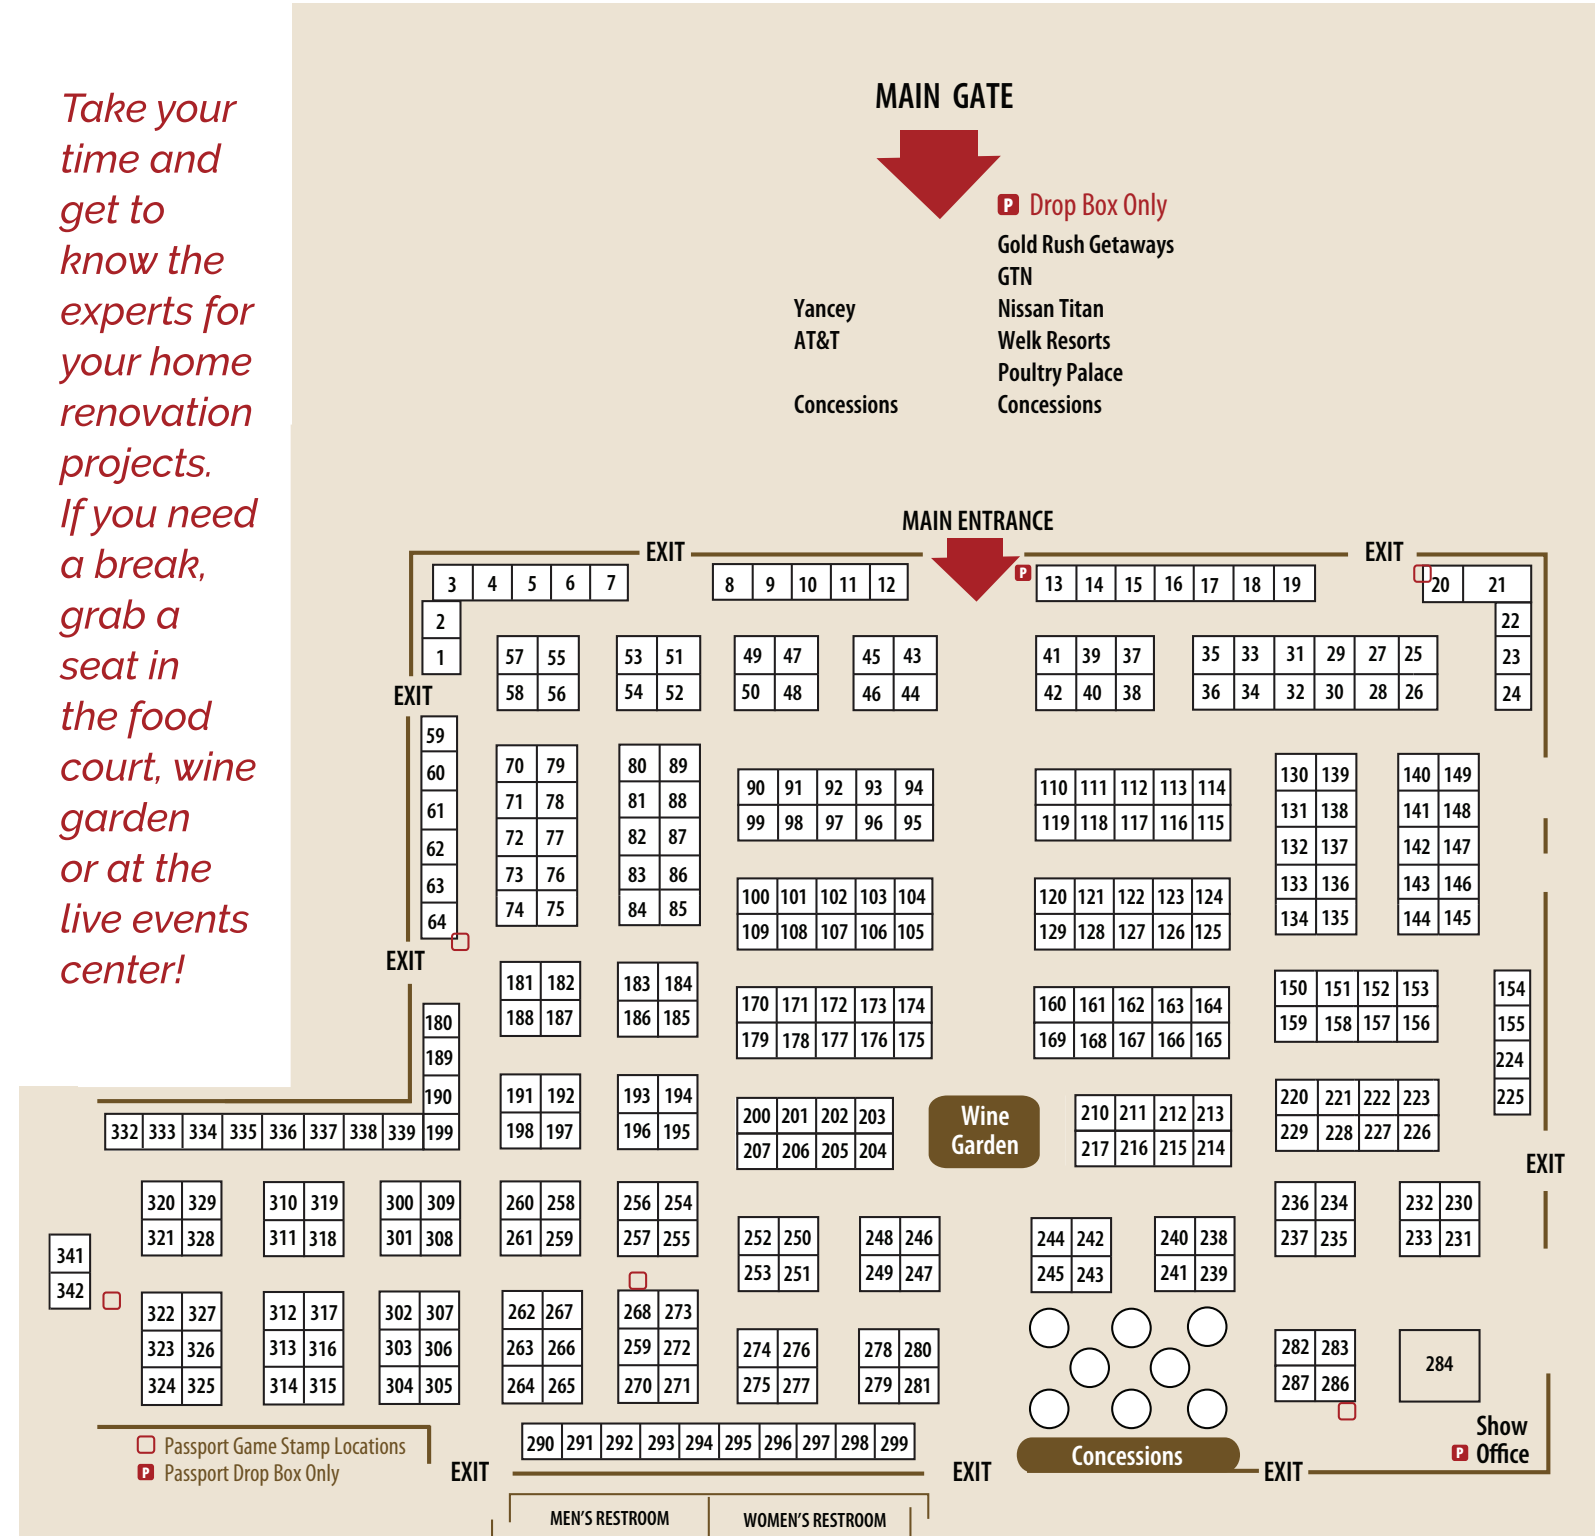 Take your
time and
get to
know the
experts for
your home
renovation
projects.
If you need
a break,
grab a
seat in
the food
court, wine
garden
or at the
live events
center!
MAIN GATE
P Drop Box Only
Gold Rush Getaways
GTN
Yancey
Nissan Titan
AT&T
Welk Resorts
Poultry Palace
Concessions
Concessions
MAIN ENTRANCE
EXIT
EXIT
3 4 5 6 7
8 9 10 11 12
P
13 14 15 16 17 18 19
20 21
2
1
22
23
24
57 55
58 56
53 51
54 52
49 47
50 48
45 43
46 44
41 39 37
42 40 38
35 33 31 29 27 25
36 34 32 30 28 26
EXIT
59
60
61
62
63
64
70 79
71 78
72 77
73 76
74 75
80 89
81 88
82 87
83 86
84 85
90 91 92 93 94
99 98 97 96 95
110 111 112 113 114
119 118 117 116 115
130 139
131 138
132 137
133 136
134 135
140 149
141 148
142 147
143 146
144 145
100 101 102 103 104
109 108 107 106 105
120 121 122 123 124
129 128 127 126 125
EXIT
181 182
188 187
183 184
186 185
170 171 172 173 174
179 178 177 176 175
160 161 162 163 164
169 168 167 166 165
150 151 152 153
159 158 157 156
154
155
224
225
180
189
190
332 333 334 335 336 337 338 339 199
191 192
198 197
193 194
196 195
200 201 202 203
207 206 205 204
Wine
Garden
210 211 212 213
217 216 215 214
220 221 222 223
229 228 227 226
EXIT
320 329
321 328
310 319
311 318
300 309
301 308
260 258
261 259
256 254
257 255
252 250
253 251
248 246
249 247
244 242
245 243
240 238
241 239
236 234
237 235
232 230
233 231
341
342
322 327
323 326
324 325
312 317
313 316
314 315
302 307
303 306
304 305
262 267
263 266
264 265
268 273
259 272
270 271
274 276
275 277
278 280
279 281
282 283
287 286
284
Show
P Office
Passport Game Stamp Locations
P Passport Drop Box Only
290 291 292 293 294 295 296 297 298 299
Concessions
EXIT
EXIT
EXIT
MEN'S RESTROOM
WOMEN'S RESTROOM